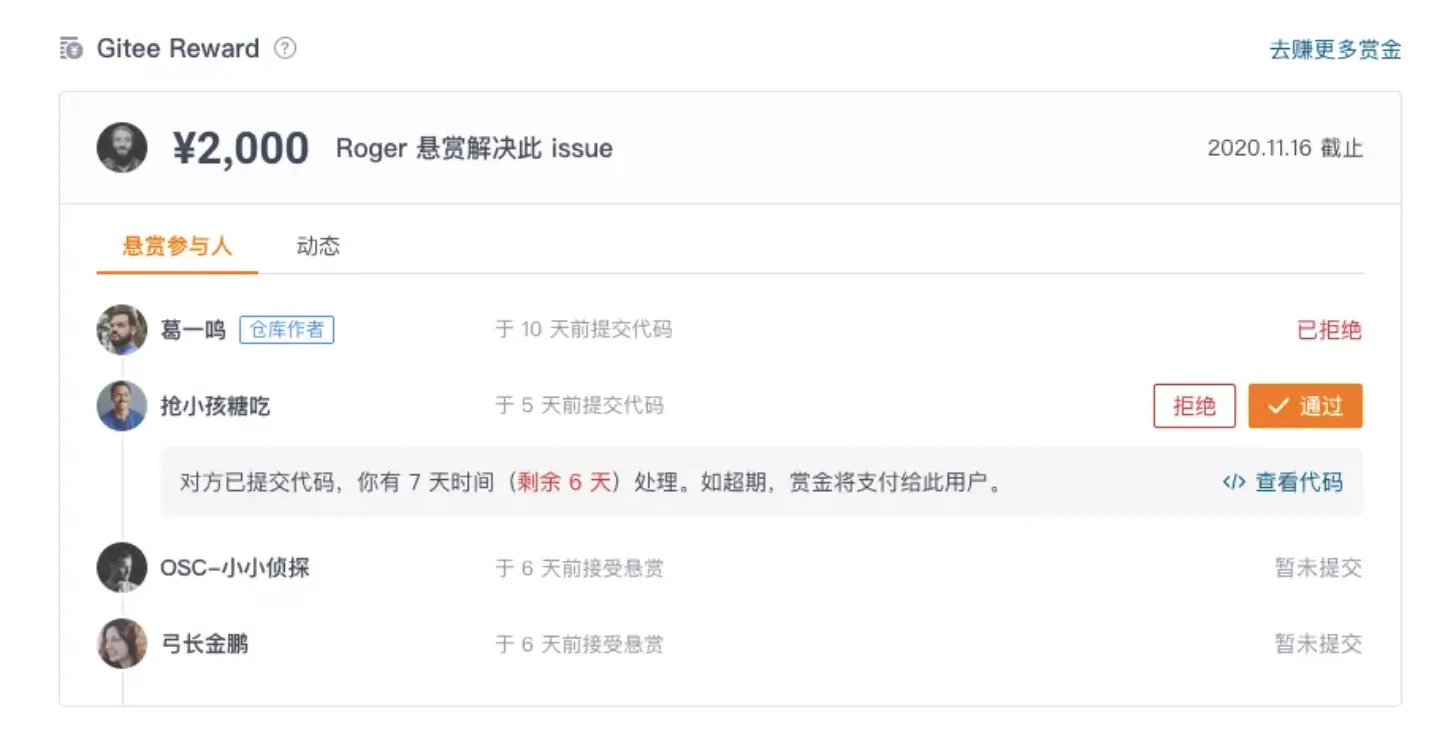 Gitee Reward ?
去赚更多赏金
¥2,000 Roger 悬赏解决此 issue
2020.11.16 截止
悬赏参与人 动态
葛一鸣 仓库作者 于 10 天前提交代码 已拒绝
抢小孩糖吃 于 5 天前提交代码 拒绝 通过
对方已提交代码，你有 7 天时间（剩余 6 天）处理。如超期，赏金将支付给此用户。 </> 查看代码
OSC-小小侦探 于 6 天前接受悬赏 暂未提交
弓长金鹏 于 6 天前接受悬赏 暂未提交